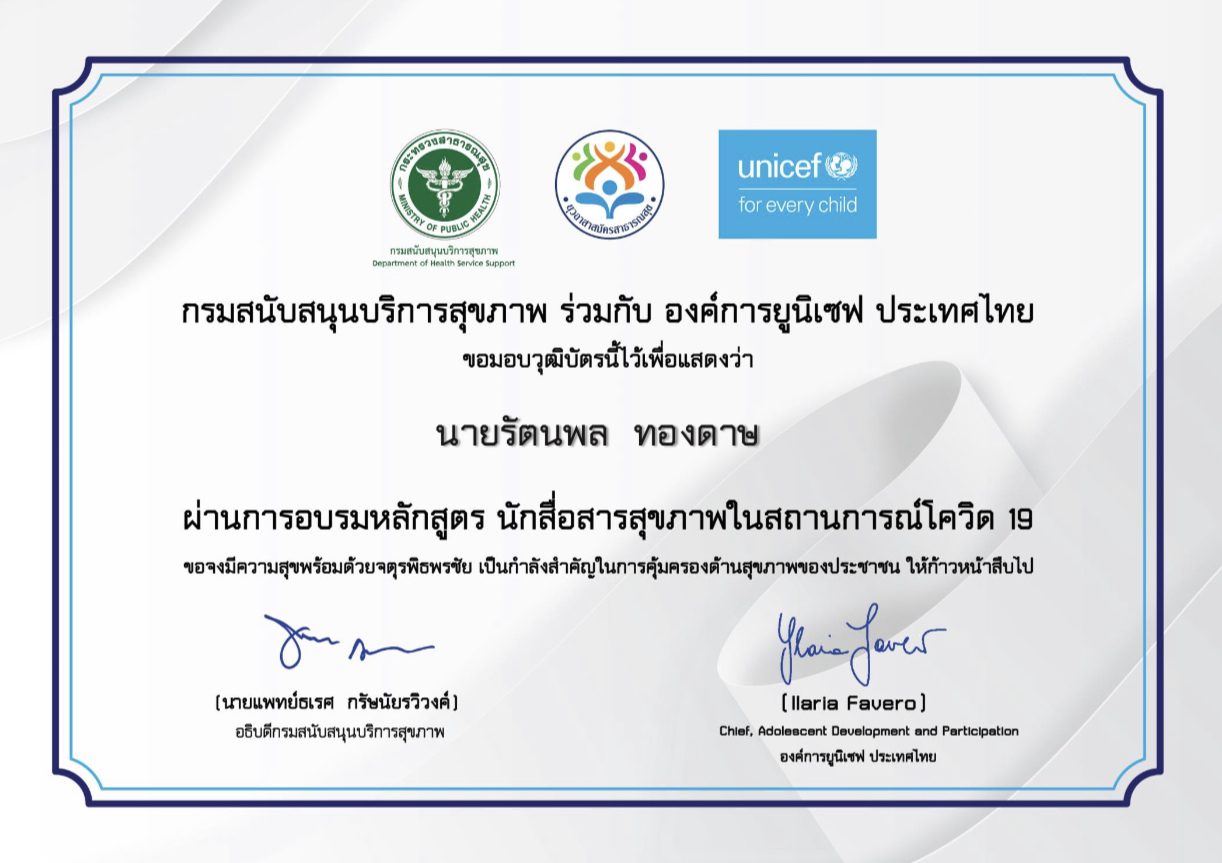 กระทรวงสาธารณสุข
MINISTRY OF PUBLIC HEALTH
กรมสนับสนุนบริการสุขภาพ
Department of Health Service Support
ยุวอาสาสมัครสาธารณสุข
unicef
for every child
กรมสนับสนุนบริการสุขภาพ ร่วมกับ องค์การยูนิเซฟ ประเทศไทย
ขอมอบวุฒิบัตรนี้ไว้เพื่อแสดงว่า
นายรัตนพล ทองดาษ
ผ่านการอบรมหลักสูตร นักสื่อสารสุขภาพในสถานการณ์โควิด 19
ขอจงมีความสุขพร้อมด้วยจตุรพิธพรชัย เป็นกำลังสำคัญในการคุ้มครองด้านสุขภาพของประชาชน ให้ก้าวหน้าสืบไป
Ilaria Favero
(นายแพทย์ธเรศ กรัษนัยรวิวงค์)
อธิบดีกรมสนับสนุนบริการสุขภาพ
(Ilaria Favero)
Chief, Adolescent Development and Participation
องค์การยูนิเซฟ ประเทศไทย